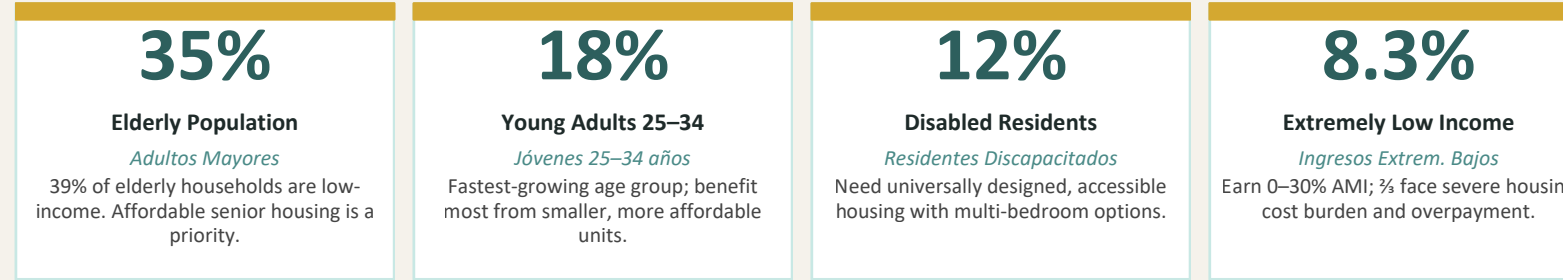 35%
Elderly Population
Adultos Mayores
39% of elderly households are low-
income. Affordable senior housing is a
priority.
18%
Young Adults 25–34
Jóvenes 25–34 años
Fastest-growing age group; benefit
most from smaller, more affordable
units.
12%
Disabled Residents
Residentes Discapacitados
Need universally designed, accessible
housing with multi-bedroom options.
8.3%
Extremely Low Income
Ingresos Extrem. Bajos
Earn 0–30% AMI; ⅔ face severe housin
cost burden and overpayment.